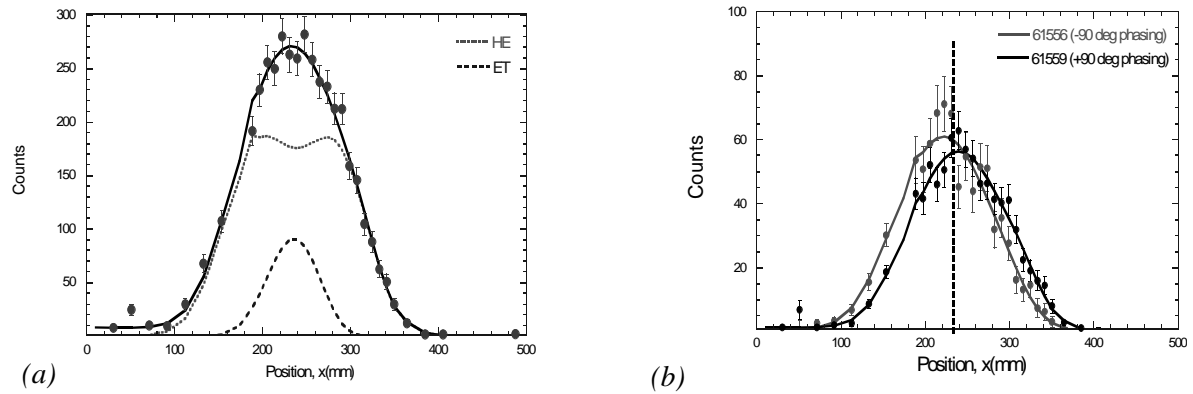 300
250
200
150
100
50
0
100
200
300
400
500
Counts
Position, x(mm)
HE
ET
(a)
100
80
60
40
20
0
100
200
300
400
500
Counts
Position, x(mm)
61556 (-90 deg phasing)
61559 (+90 deg phasing)
(b)